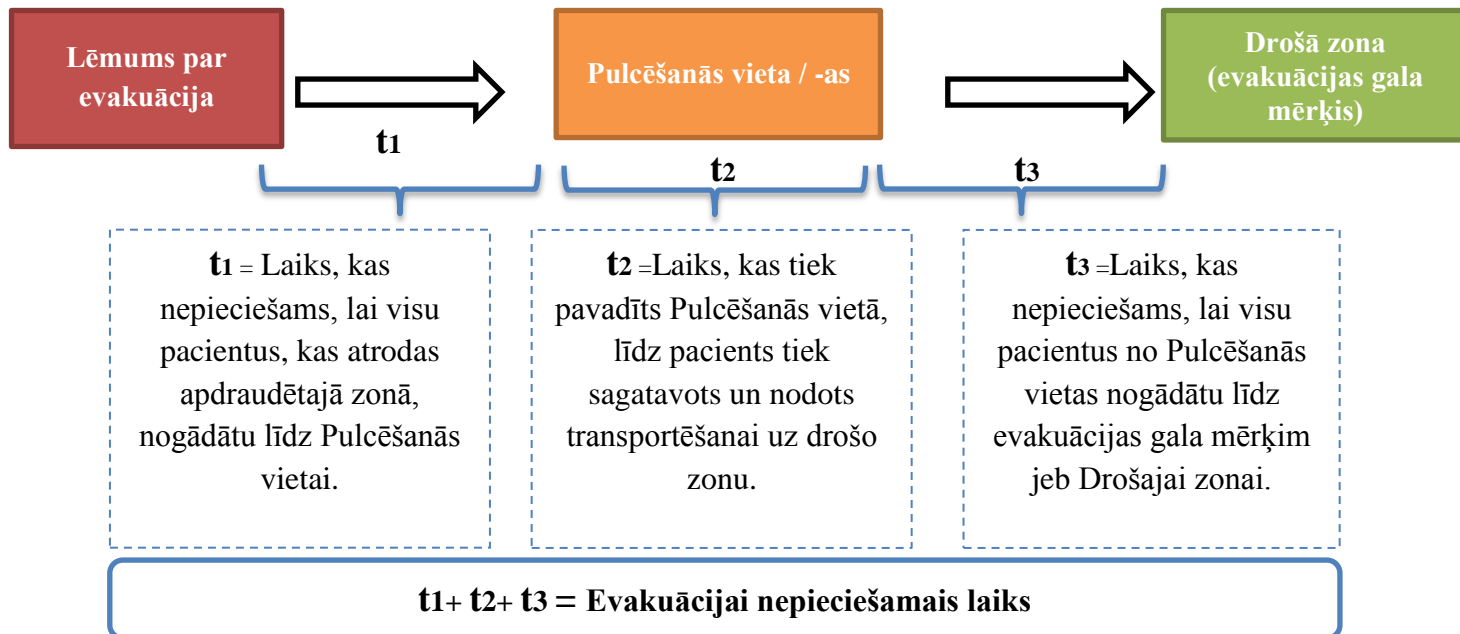 Lēmums par
evakuācija
Pulcēšanās vieta / -as
Drošā zona
(evakuācijas gala
mērķis)
t1
t2
t3
t1 = Laiks, kas
nepieciešams, lai visu
pacientus, kas atrodas
apdraudētajā zonā,
nogādātu līdz Pulcēšanās
vietai.
t2 =Laiks, kas tiek
pavadīts Pulcēšanās vietā,
līdz pacients tiek
sagatavots un nodots
transportēšanai uz drošo
zonu.
t3 =Laiks, kas
nepieciešams, lai visu
pacientus no Pulcēšanās
vietas nogādātu līdz
evakuācijas gala mērķim
jeb Drošajai zonai.
t1+ t2+ t3 = Evakuācijai nepieciešamais laiks